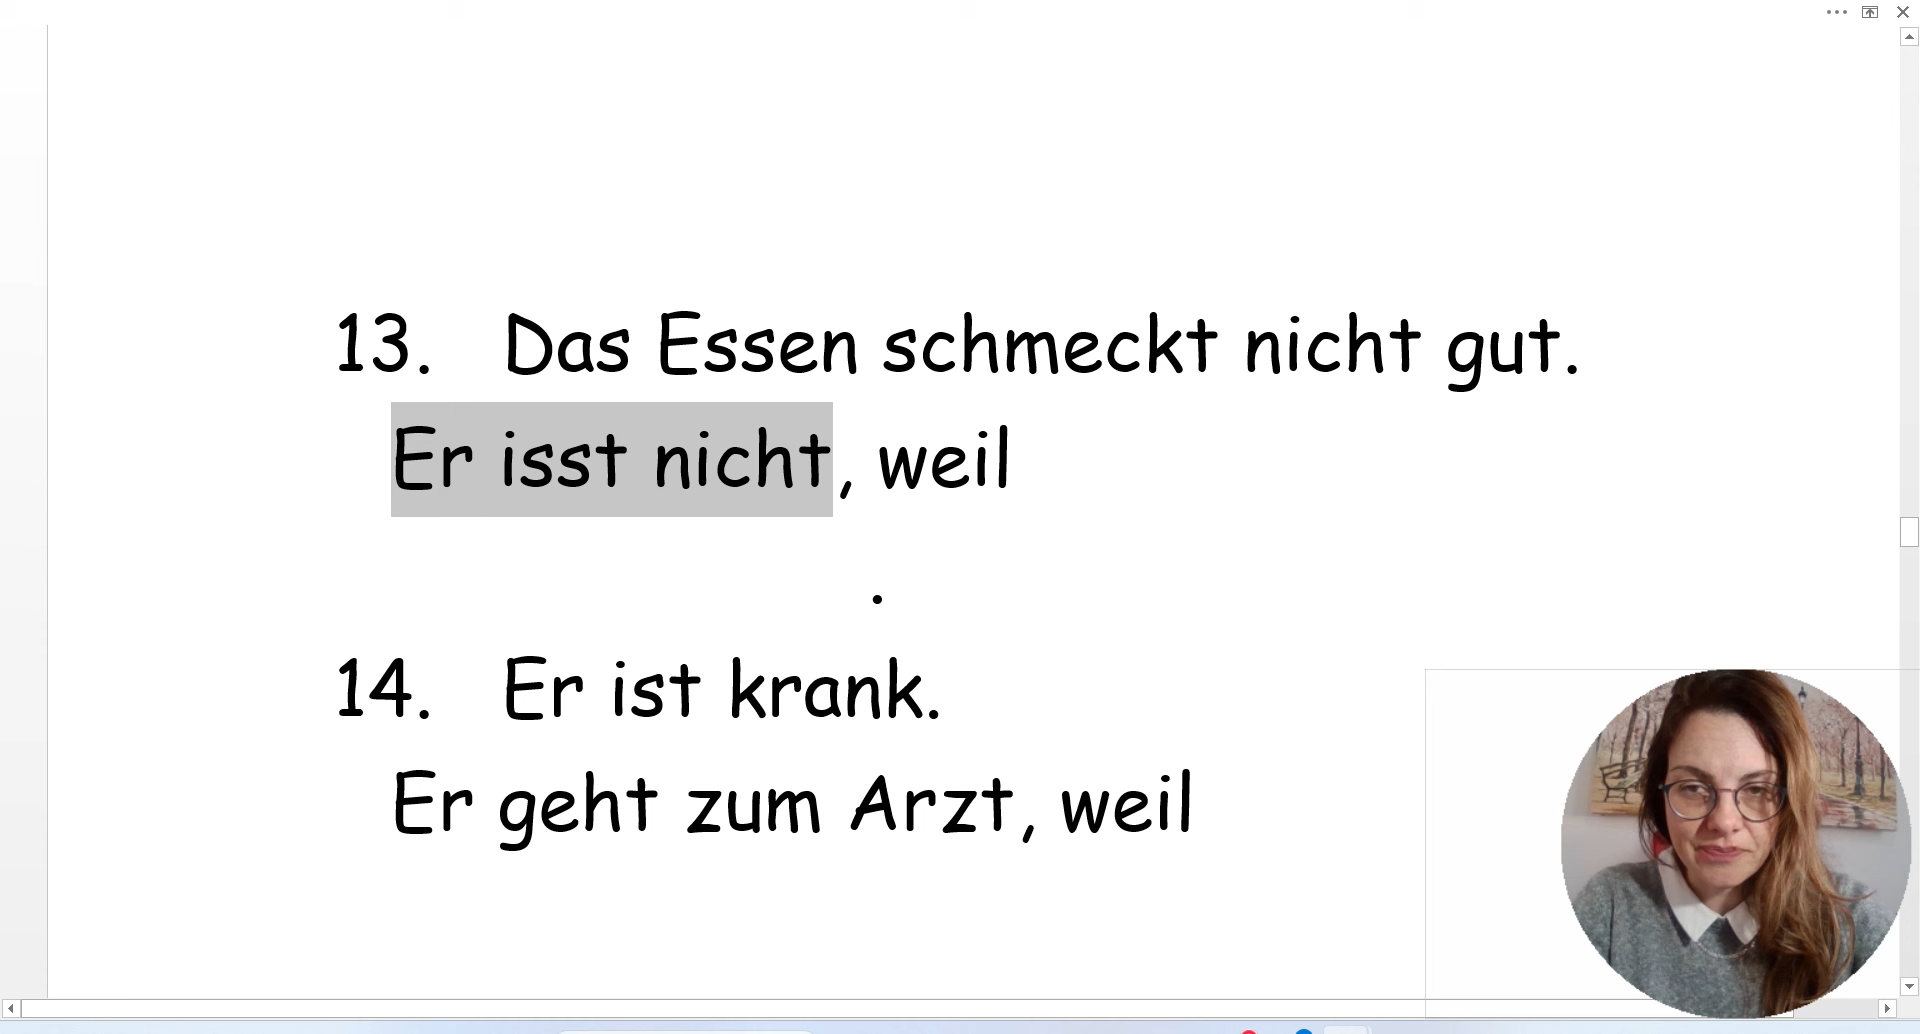 13. Das Essen schmeckt nicht gut.
Er isst nicht, weil
.
14. Er ist krank.
Er geht zum Arzt, weil